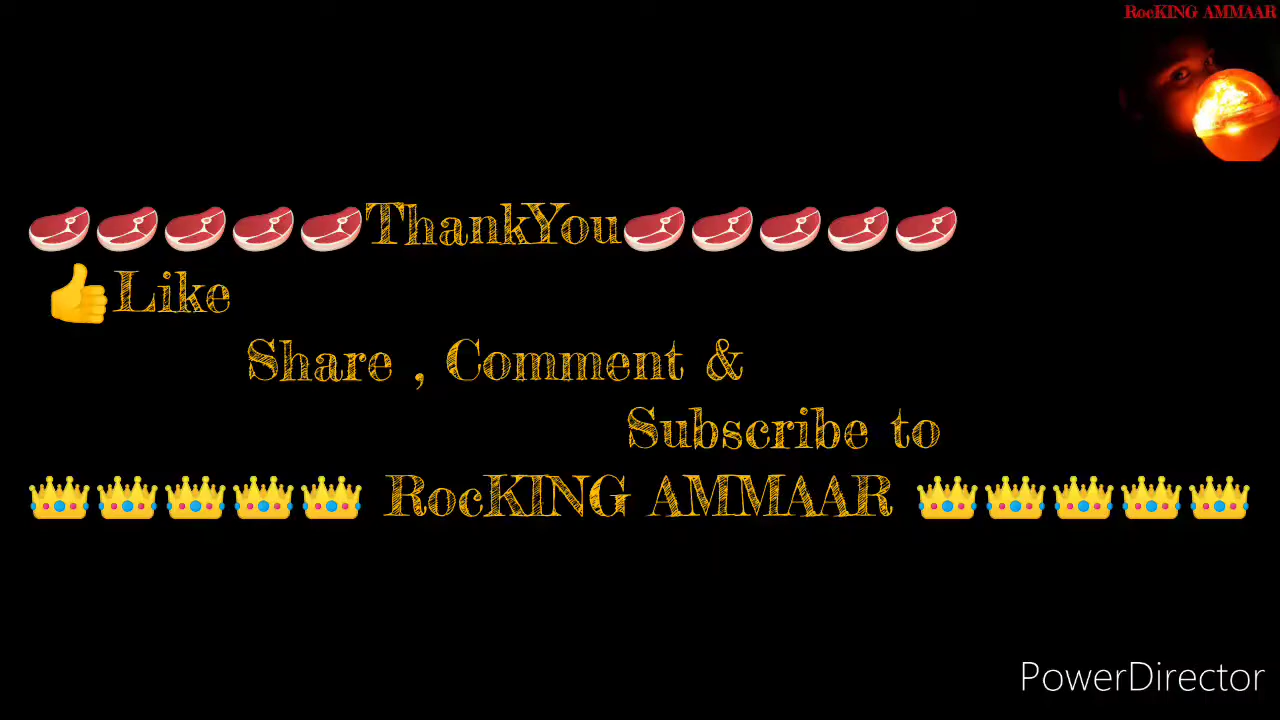 RocKING AMMAAR
🥩🥩🥩🥩🥩ThankYou🥩🥩🥩🥩🥩
👍Like
Share , Comment &
Subscribe to
👑👑👑👑👑 RocKING AMMAAR 👑👑👑👑👑
PowerDirector